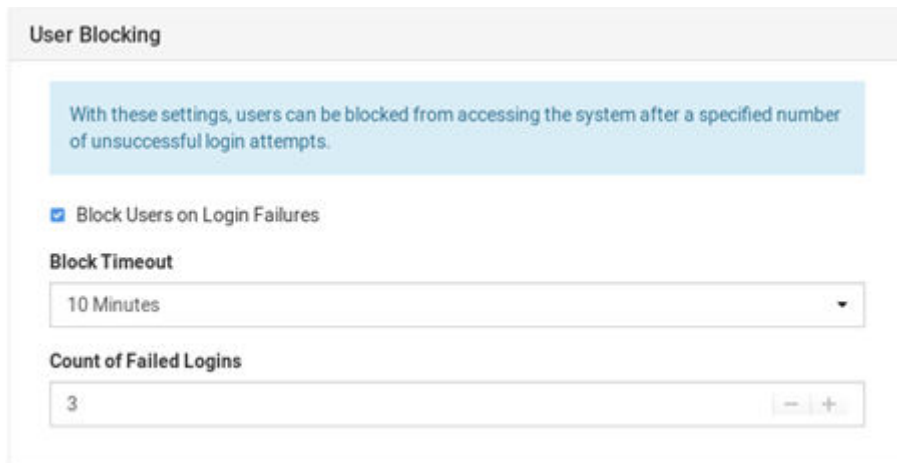 User Blocking
With these settings, users can be blocked from accessing the system after a specified number
of unsuccessful login attempts.
Block Users on Login Failures
Block Timeout
10 Minutes
Count of Failed Logins
3